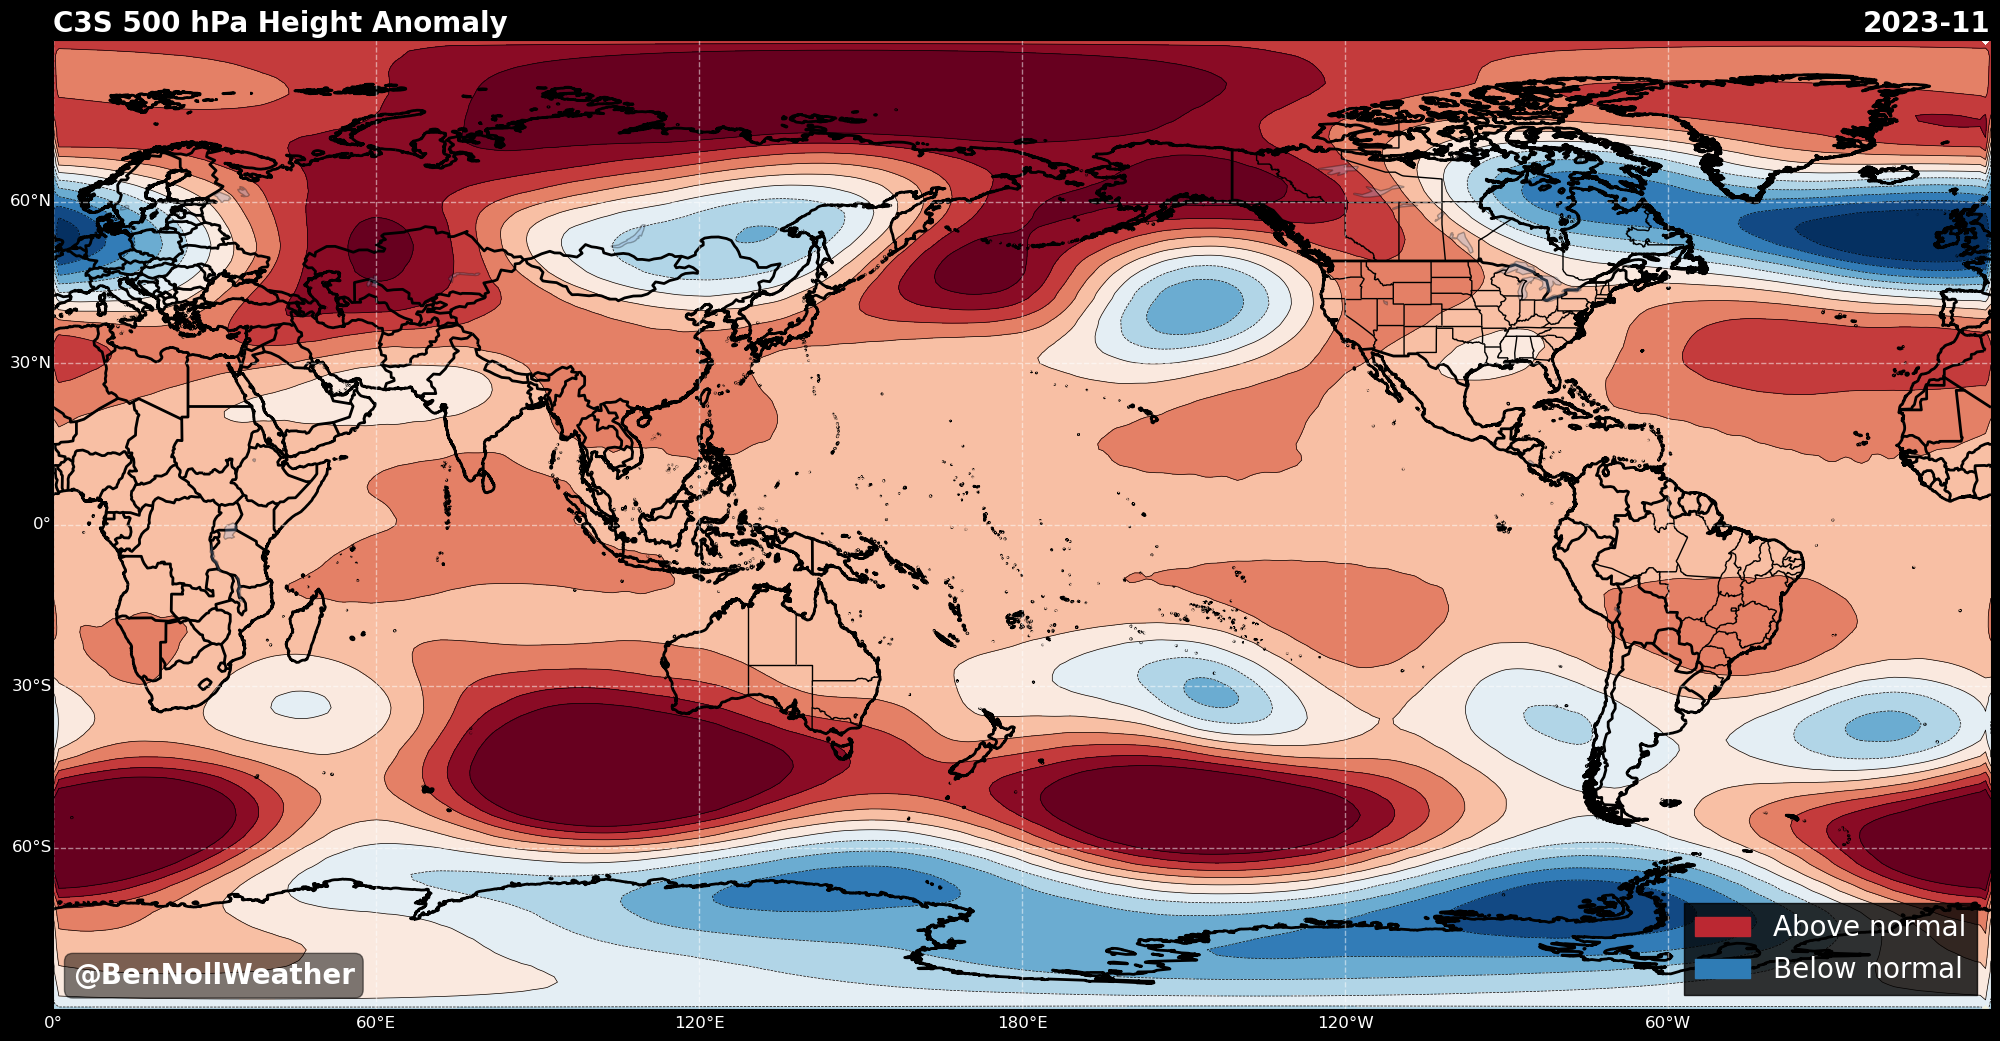 C3S 500 hPa Height Anomaly
2023-11
60°N
30°N
0°
30°S
60°S
Above normal
Below normal
@BenNollWeather
0°
60°E
120°E
180°E
120°W
60°W